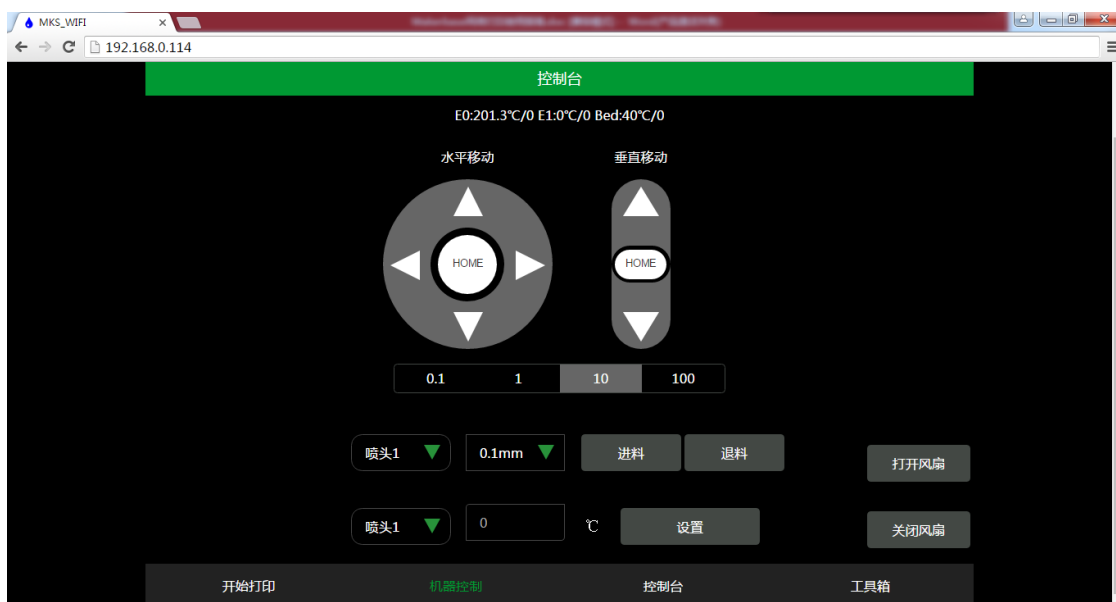 MKS_WIFI
192.168.0.114
控制台
E0:201.3℃/0 E1:0℃/0 Bed:40℃/0
水平移动 垂直移动
HOME HOME
0.1 1 10 100
喷头1 0.1mm 进料 退料 打开风扇
喷头1 0 ℃ 设置 关闭风扇
开始打印 机器控制 控制台 工具箱